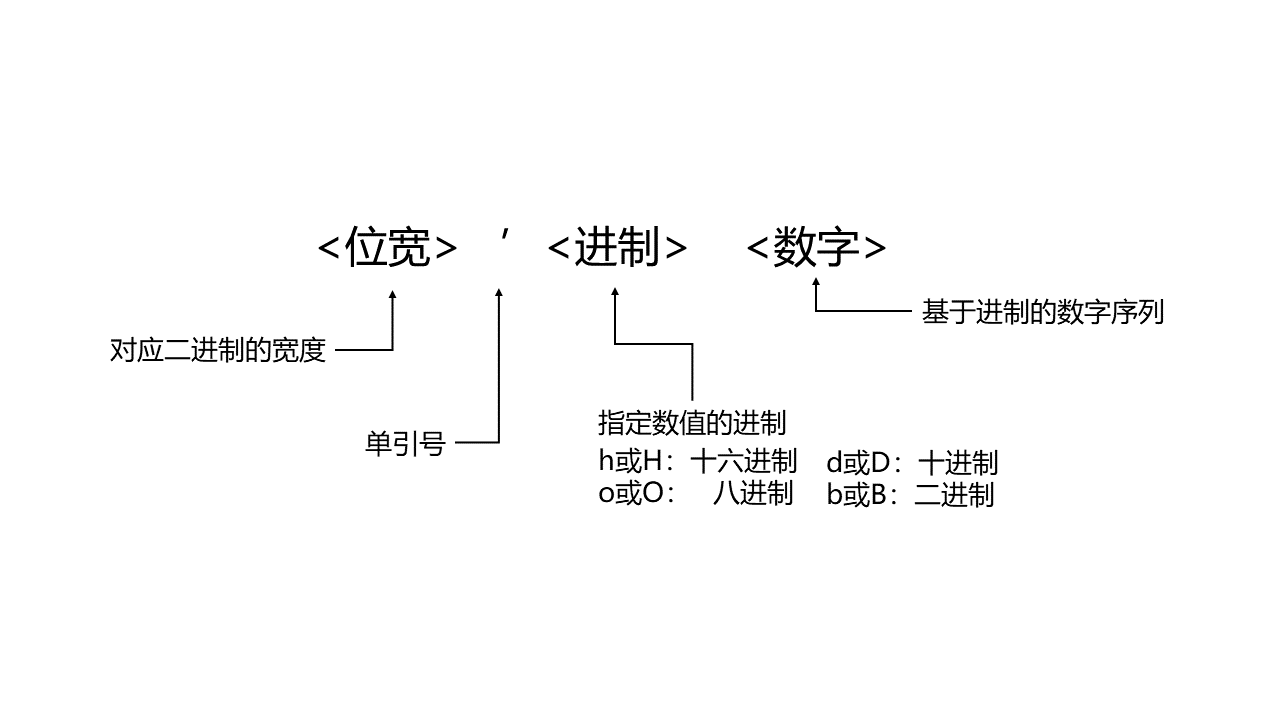 <位宽> ' <进制> <数字>
基于进制的数字序列
对应二进制的宽度
单引号
指定数值的进制
h或H：十六进制 d或D：十进制
o或O： 八进制 b或B：二进制